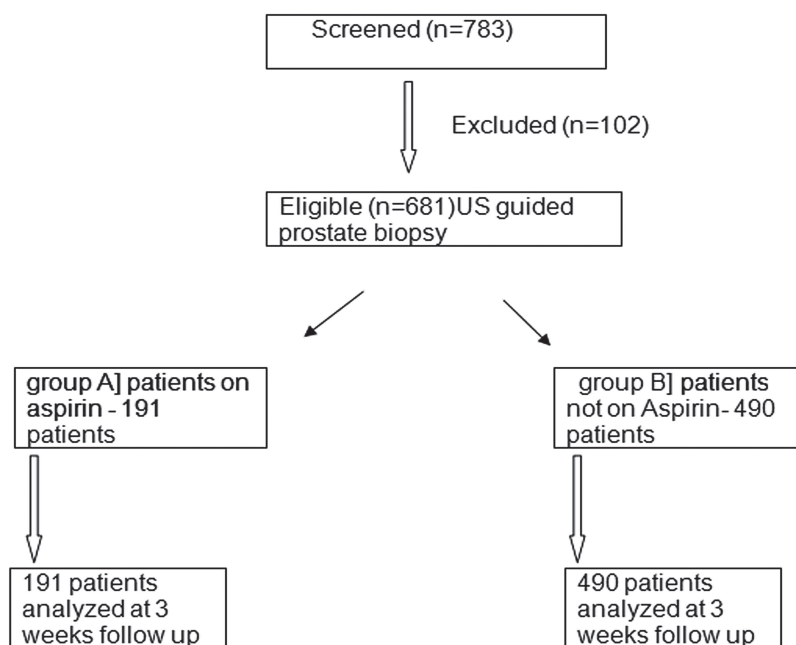 Screened (n=783)
Excluded (n=102)
Eligible (n=681)US guided
prostate biopsy
group A] patients on
aspirin - 191
patients
group B] patients
not on Aspirin- 490
patients
191 patients
analyzed at 3
weeks follow up
490 patients
analyzed at 3
weeks follow up